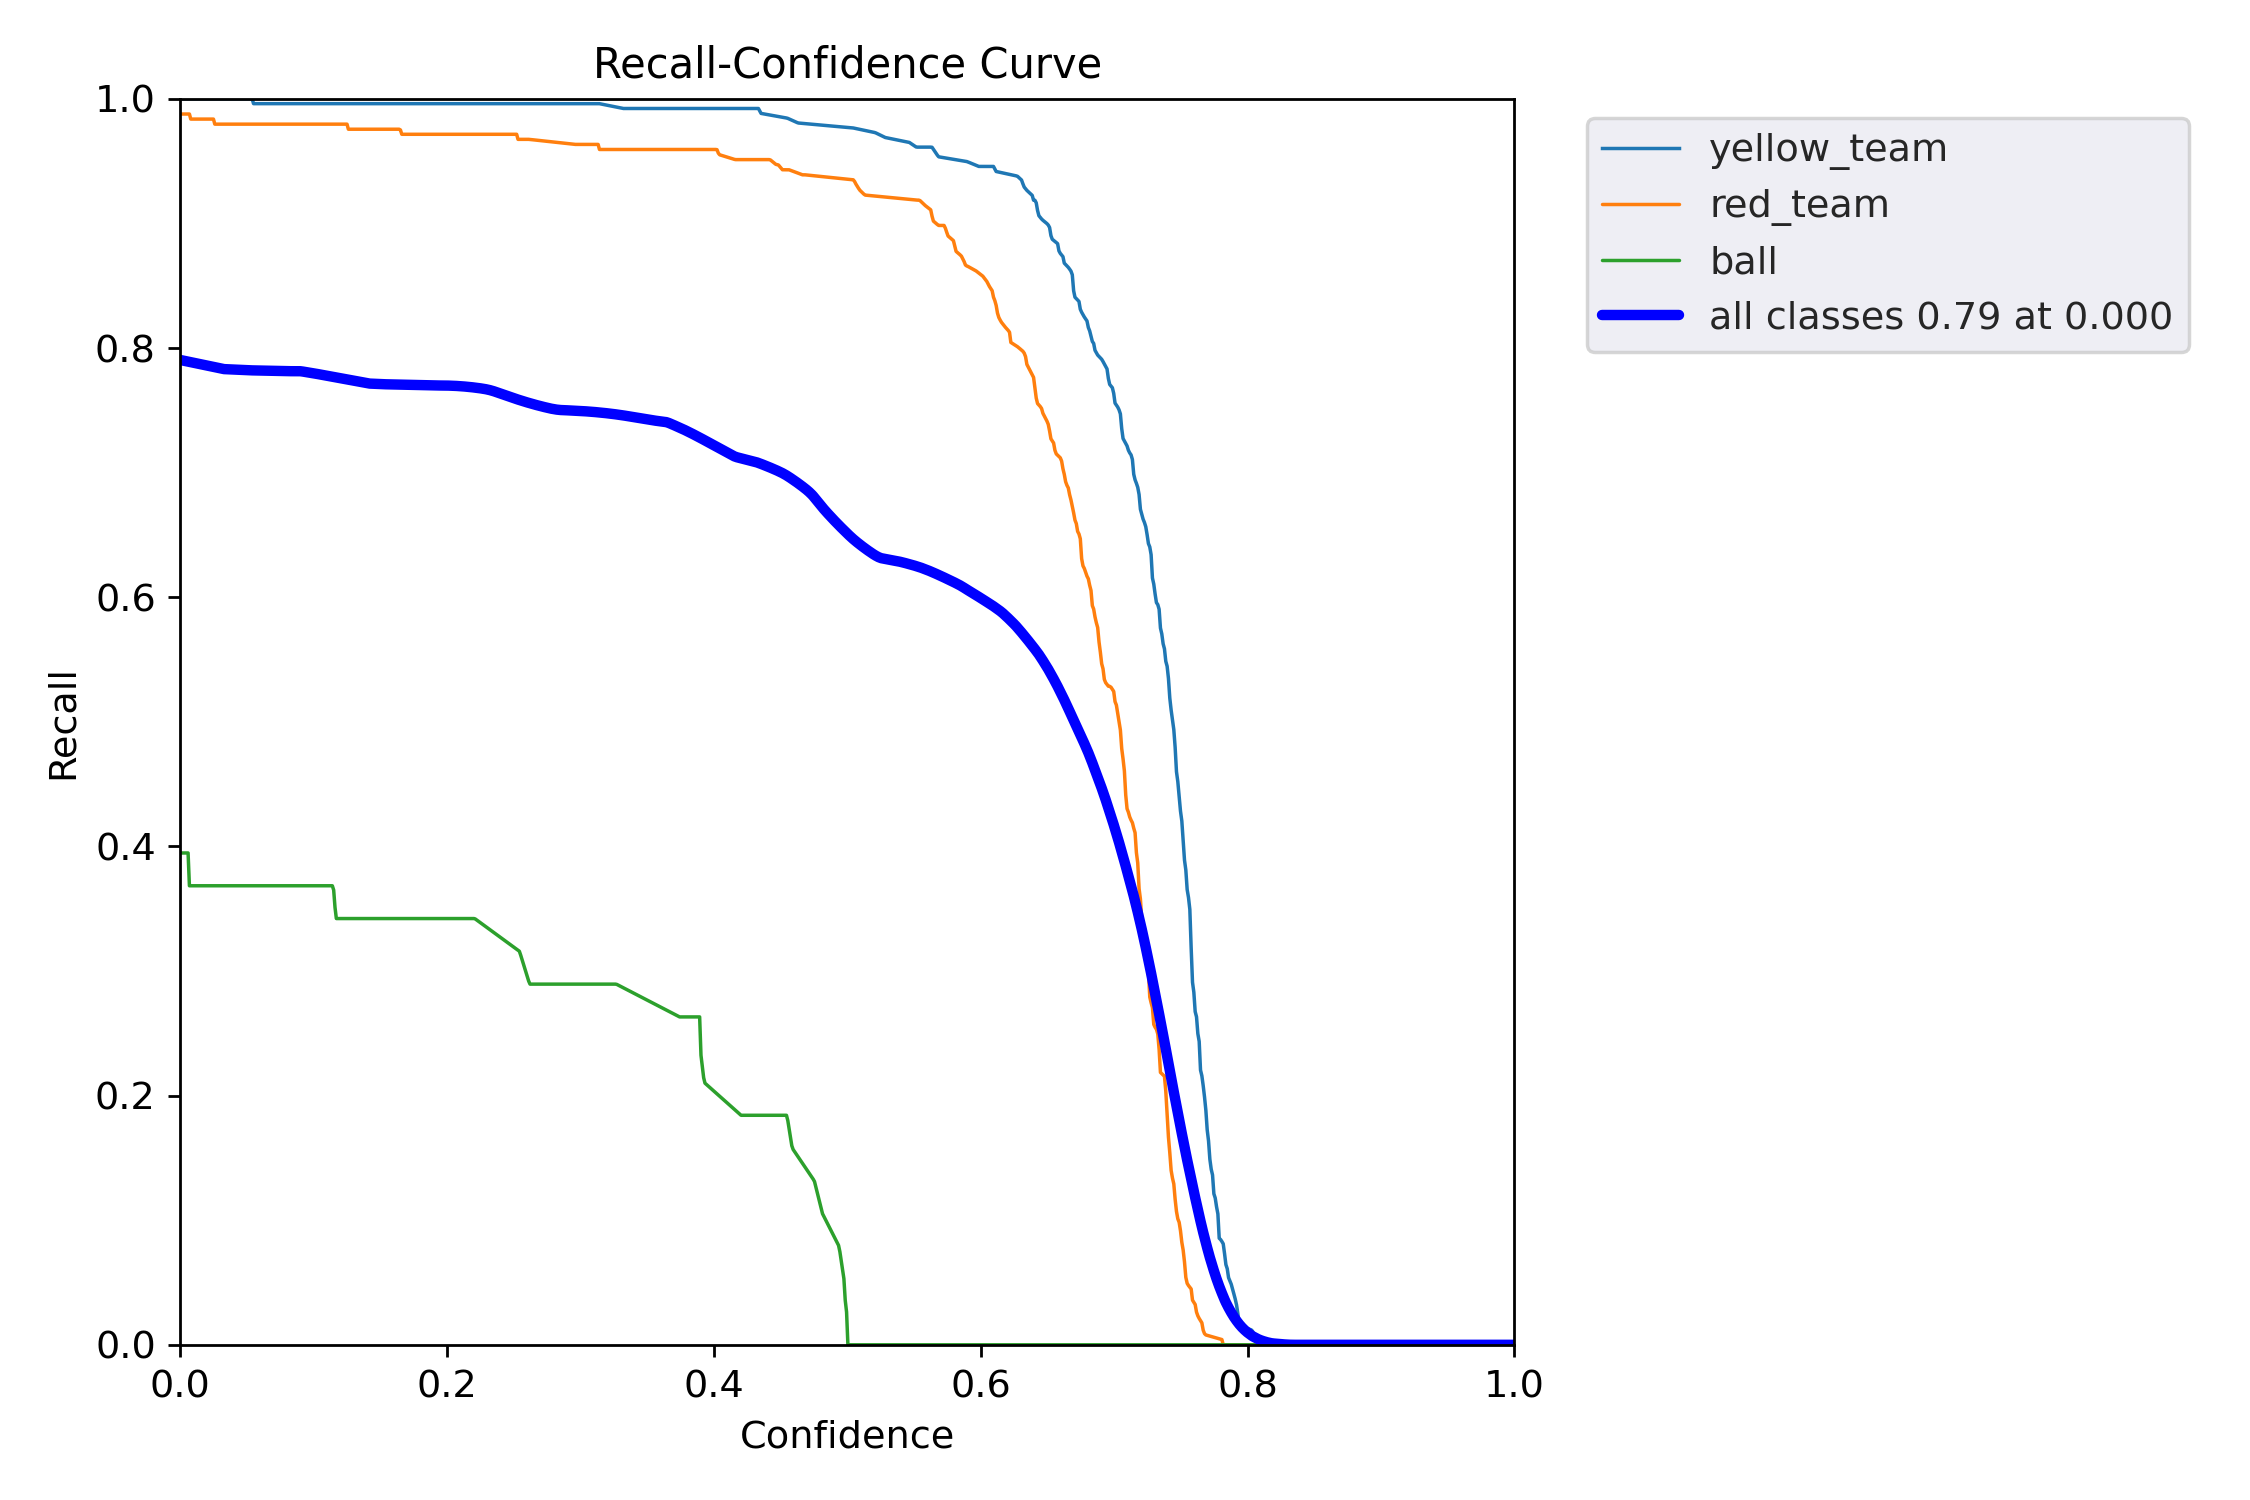 Recall-Confidence Curve
1.0
0.8
0.6
0.4
0.2
0.0
Recall
0.0 0.2 0.4 0.6 0.8 1.0
Confidence
yellow_team
red_team
ball
all classes 0.79 at 0.000